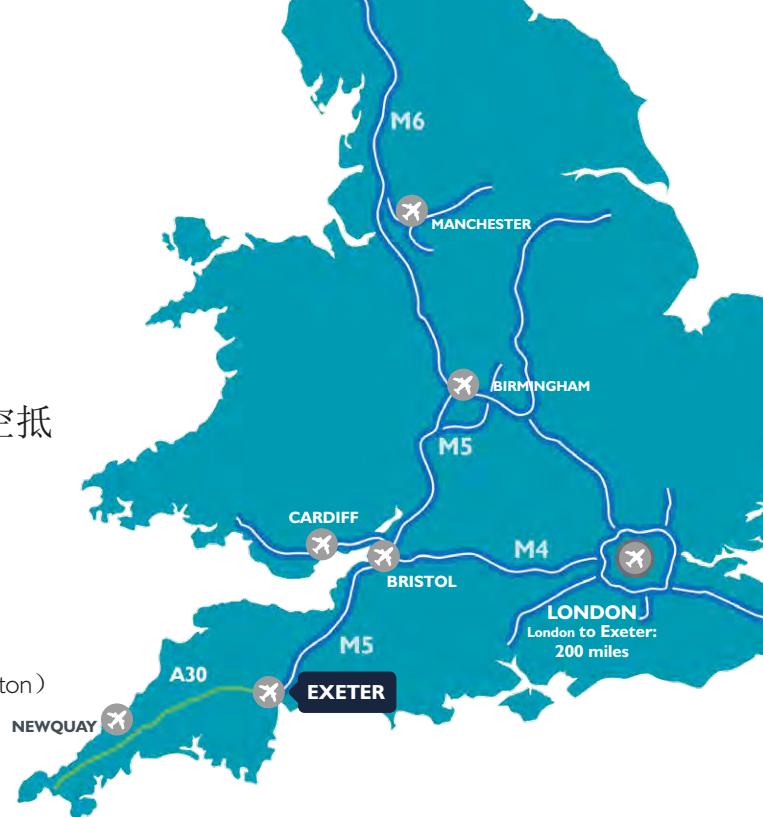 M6
MANCHESTER
BIRMINGHAM
空抵
M5
CARDIFF
M4
BRISTOL
LONDON
London to Exeter:
200 miles
M5
A30
ton）
EXETER
NEWQUAY